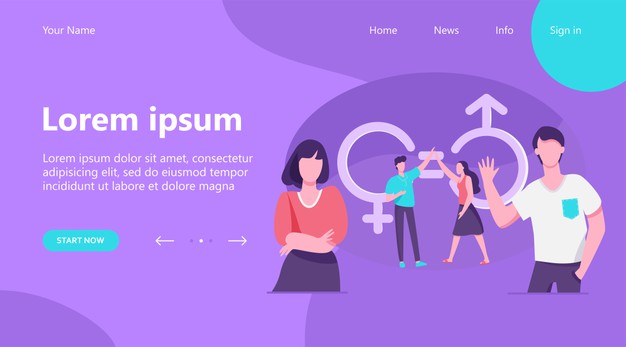 Your Name
Home
News
Info
Sign in
Lorem ipsum
Lorem ipsum dolor sit amet,
consectetur adipiscing elit, sed
do eiusmod tempor incididunt
ut labore et dolore magna
START NOW